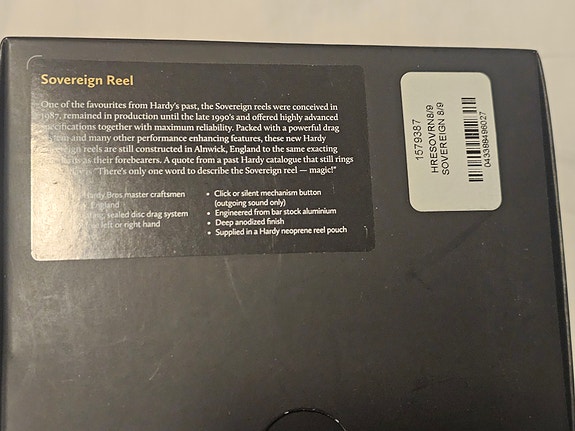 Sovereign Reel
One of the favourites from Hardy's past, the Sovereign reels were conceived in
1987, remained in production until the late 1990's and offered highly advanced
specifications together with maximum reliability. Packed with a powerful drag
and many other performance enhancing features, these new Hardy
Sovereign reels are still constructed in Alnwick, England to the same exacting
as their forebearers. A quote from a past Hardy catalogue that still rings
is "There's only one word to describe the Sovereign reel — magic!"
Hardy Bros master craftsmen
England
sealed disc drag system
left or right hand
• Click or silent mechanism button
(outgoing sound only)
• Engineered from bar stock aluminium
• Deep anodized finish
• Supplied in a Hardy neoprene reel pouch
1579387
HRESOVRN8/9
SOVEREIGN 8/9
043388496027